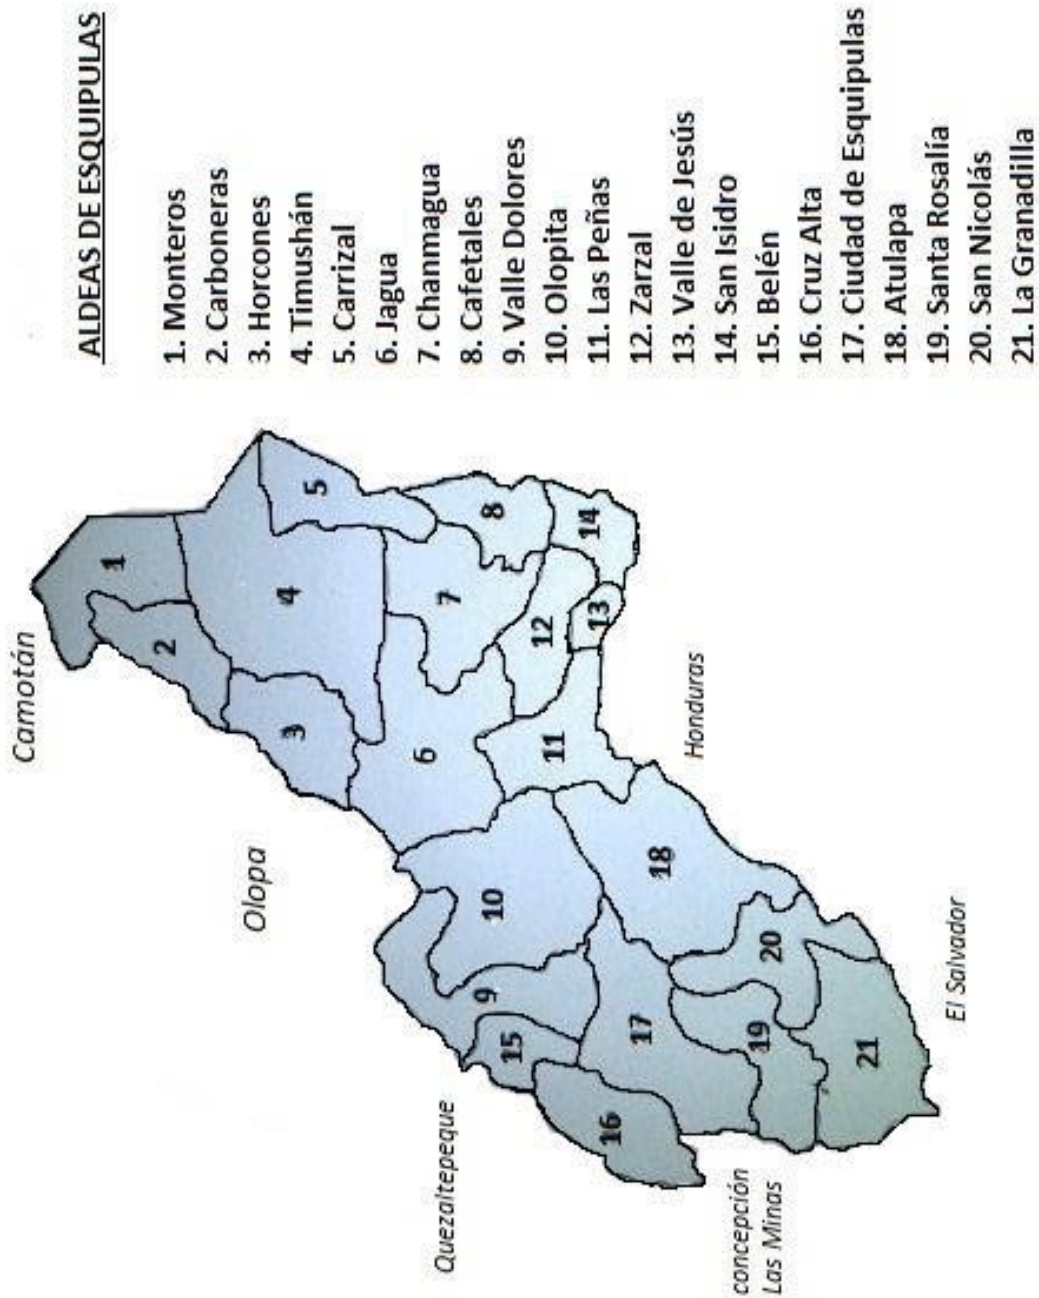 ALDEAS DE ESQUIPULAS
1. Monteros
2. Carboneras
3. Horcones
4. Timushán
5. Carrizal
6. Jagua
7. Chanmagua
8. Cafetales
9. Valle Dolores
10. Olopita
11. Las Peñas
12. Zarzal
13. Valle de Jesús
14. San Isidro
15. Belén
16. Cruz Alta
17. Ciudad de Esquipulas
18. Atulapa
19. Santa Rosalía
20. San Nicolás
21. La Granadilla
Camotán
Olopa
Quezaltepeque
concepción
Las Minas
Honduras
El Salvador
1
2
3
4
5
6
7
8
9
10
11
12
13
14
15
16
17
18
19
20
21